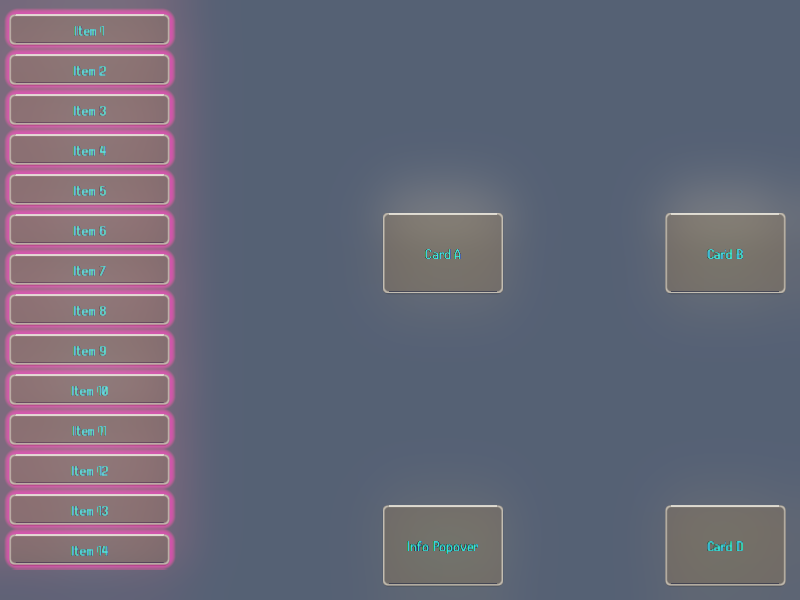 Item 1
Item 2
Item 3
Item 4
Item 5
Item 6
Item 7
Item 8
Item 9
Item 10
Item 11
Item 12
Item 13
Item 14
Card A
Card B
Info Popover
Card D